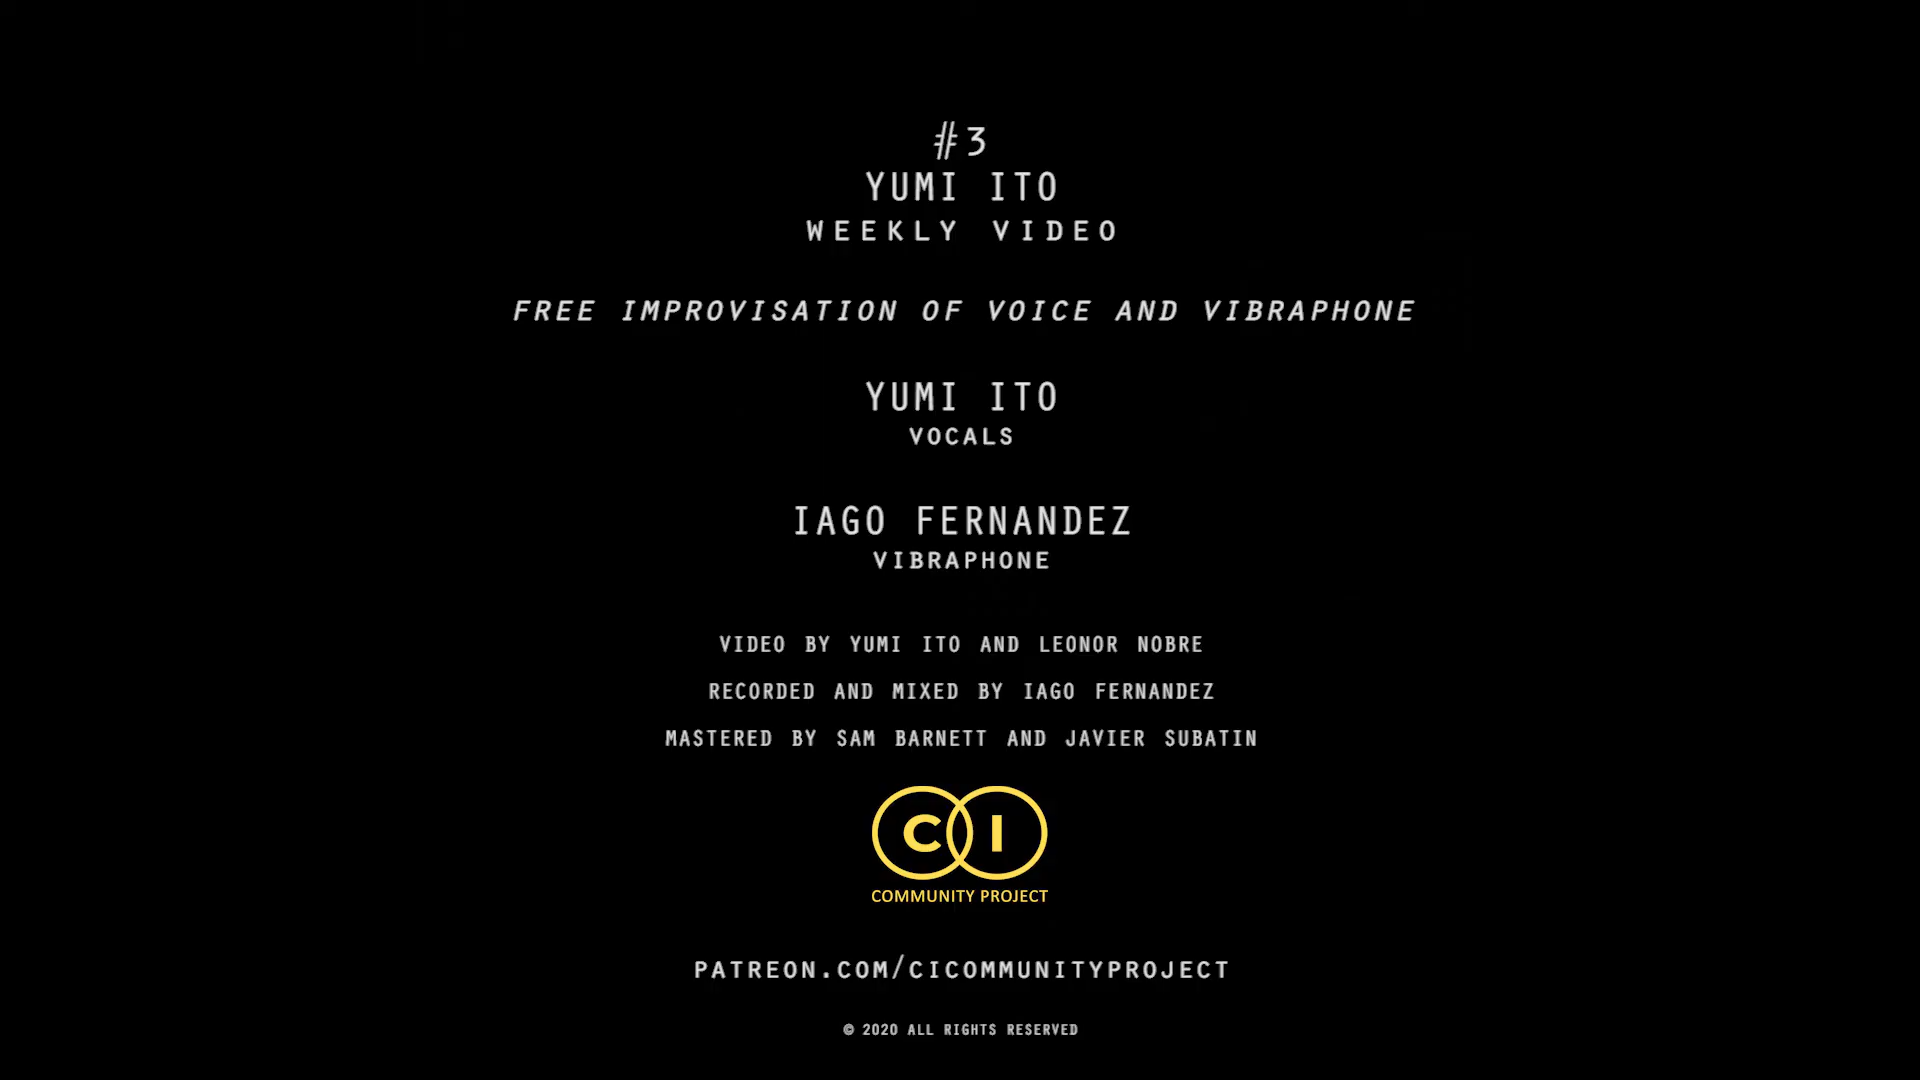 #3
YUMI ITO
WEEKLY VIDEO
FREE IMPROVISATION OF VOICE AND VIBRAPHONE
YUMI ITO
VOCALS
IAGO FERNANDEZ
VIBRAPHONE
VIDEO BY YUMI ITO AND LEONOR NOBRE
RECORDED AND MIXED BY IAGO FERNANDEZ
MASTERED BY SAM BARNETT AND JAVIER SUBATIN
C I
COMMUNITY PROJECT
PATREON.COM/CICOMMUNITYPROJECT
© 2020 ALL RIGHTS RESERVED